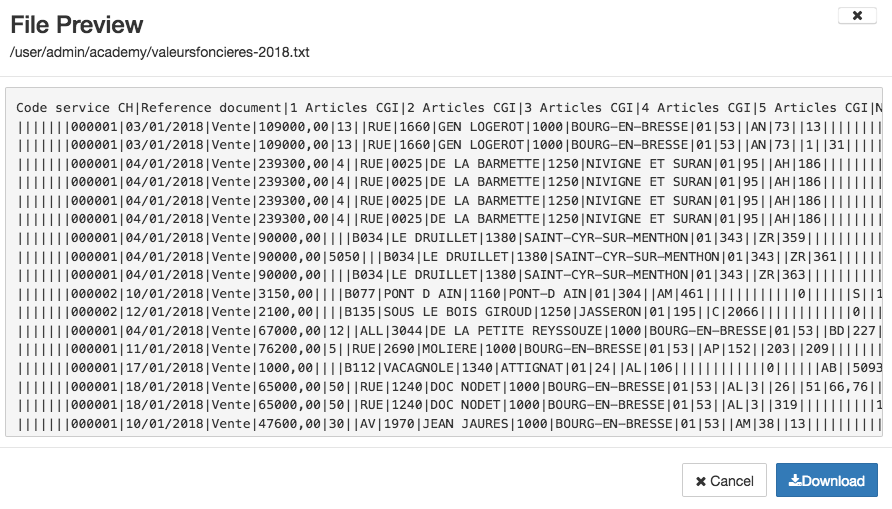 File Preview
/user/admin/academy/valeursfoncieres-2018.txt
Code service CH|Reference document|1 Articles CGI|2 Articles CGI|3 Articles CGI|4 Articles CGI|5 Articles CGI|N
|||||||000001|03/01/2018|Vente|109000,00|13||RUE|1660|GEN LOGEROT|1000|BOURG-EN-BRESSE|01|53||AN|73||13||||||||
|||||||000001|03/01/2018|Vente|109000,00|13||RUE|1660|GEN LOGEROT|1000|BOURG-EN-BRESSE|01|53||AN|73||1||31|||||
|||||||000001|04/01/2018|Vente|239300,00|4||RUE|0025|DE LA BARMETTE|1250|NIVIGNE ET SURAN|01|95||AH|186||||||||
|||||||000001|04/01/2018|Vente|239300,00|4||RUE|0025|DE LA BARMETTE|1250|NIVIGNE ET SURAN|01|95||AH|186||||||||
|||||||000001|04/01/2018|Vente|239300,00|4||RUE|0025|DE LA BARMETTE|1250|NIVIGNE ET SURAN|01|95||AH|186||||||||
|||||||000001|04/01/2018|Vente|239300,00|4||RUE|0025|DE LA BARMETTE|1250|NIVIGNE ET SURAN|01|95||AH|186||||||||
|||||||000001|04/01/2018|Vente|90000,00||||B034|LE DRUILLET|1380|SAINT-CYR-SUR-MENTHON|01|343||ZR|359||||||||||
|||||||000001|04/01/2018|Vente|90000,00|5050|||B034|LE DRUILLET|1380|SAINT-CYR-SUR-MENTHON|01|343||ZR|361||||||
|||||||000001|04/01/2018|Vente|90000,00||||B034|LE DRUILLET|1380|SAINT-CYR-SUR-MENTHON|01|343||ZR|363||||||||||
|||||||000002|10/01/2018|Vente|3150,00||||B077|PONT D AIN|1160|PONT-D AIN|01|304||AM|461||||||||||||0||||||S||1
|||||||000002|12/01/2018|Vente|2100,00||||B135|SOUS LE BOIS GIROUD|1250|JASSERON|01|195||C|2066||||||||||||0|||
|||||||000001|04/01/2018|Vente|67000,00|12||ALL|3044|DE LA PETITE REYSSOUZE|1000|BOURG-EN-BRESSE|01|53||BD|227|
|||||||000001|11/01/2018|Vente|76200,00|5||RUE|2690|MOLIERE|1000|BOURG-EN-BRESSE|01|53||AP|152||203||209|||||||
|||||||000001|17/01/2018|Vente|1000,00||||B112|VACAGNOLE|1340|ATTIGNAT|01|24||AL|106||||||||||||0||||||AB||5093
|||||||000001|18/01/2018|Vente|65000,00|50||RUE|1240|DOC NODET|1000|BOURG-EN-BRESSE|01|53||AL|3||26||51|66,76|||
|||||||000001|18/01/2018|Vente|65000,00|50||RUE|1240|DOC NODET|1000|BOURG-EN-BRESSE|01|53||AL|3||319||||||||||1
|||||||000001|10/01/2018|Vente|47600,00|30||AV|1970|JEAN JAURES|1000|BOURG-EN-BRESSE|01|53||AM|38||13||||||||||
Cancel
Download